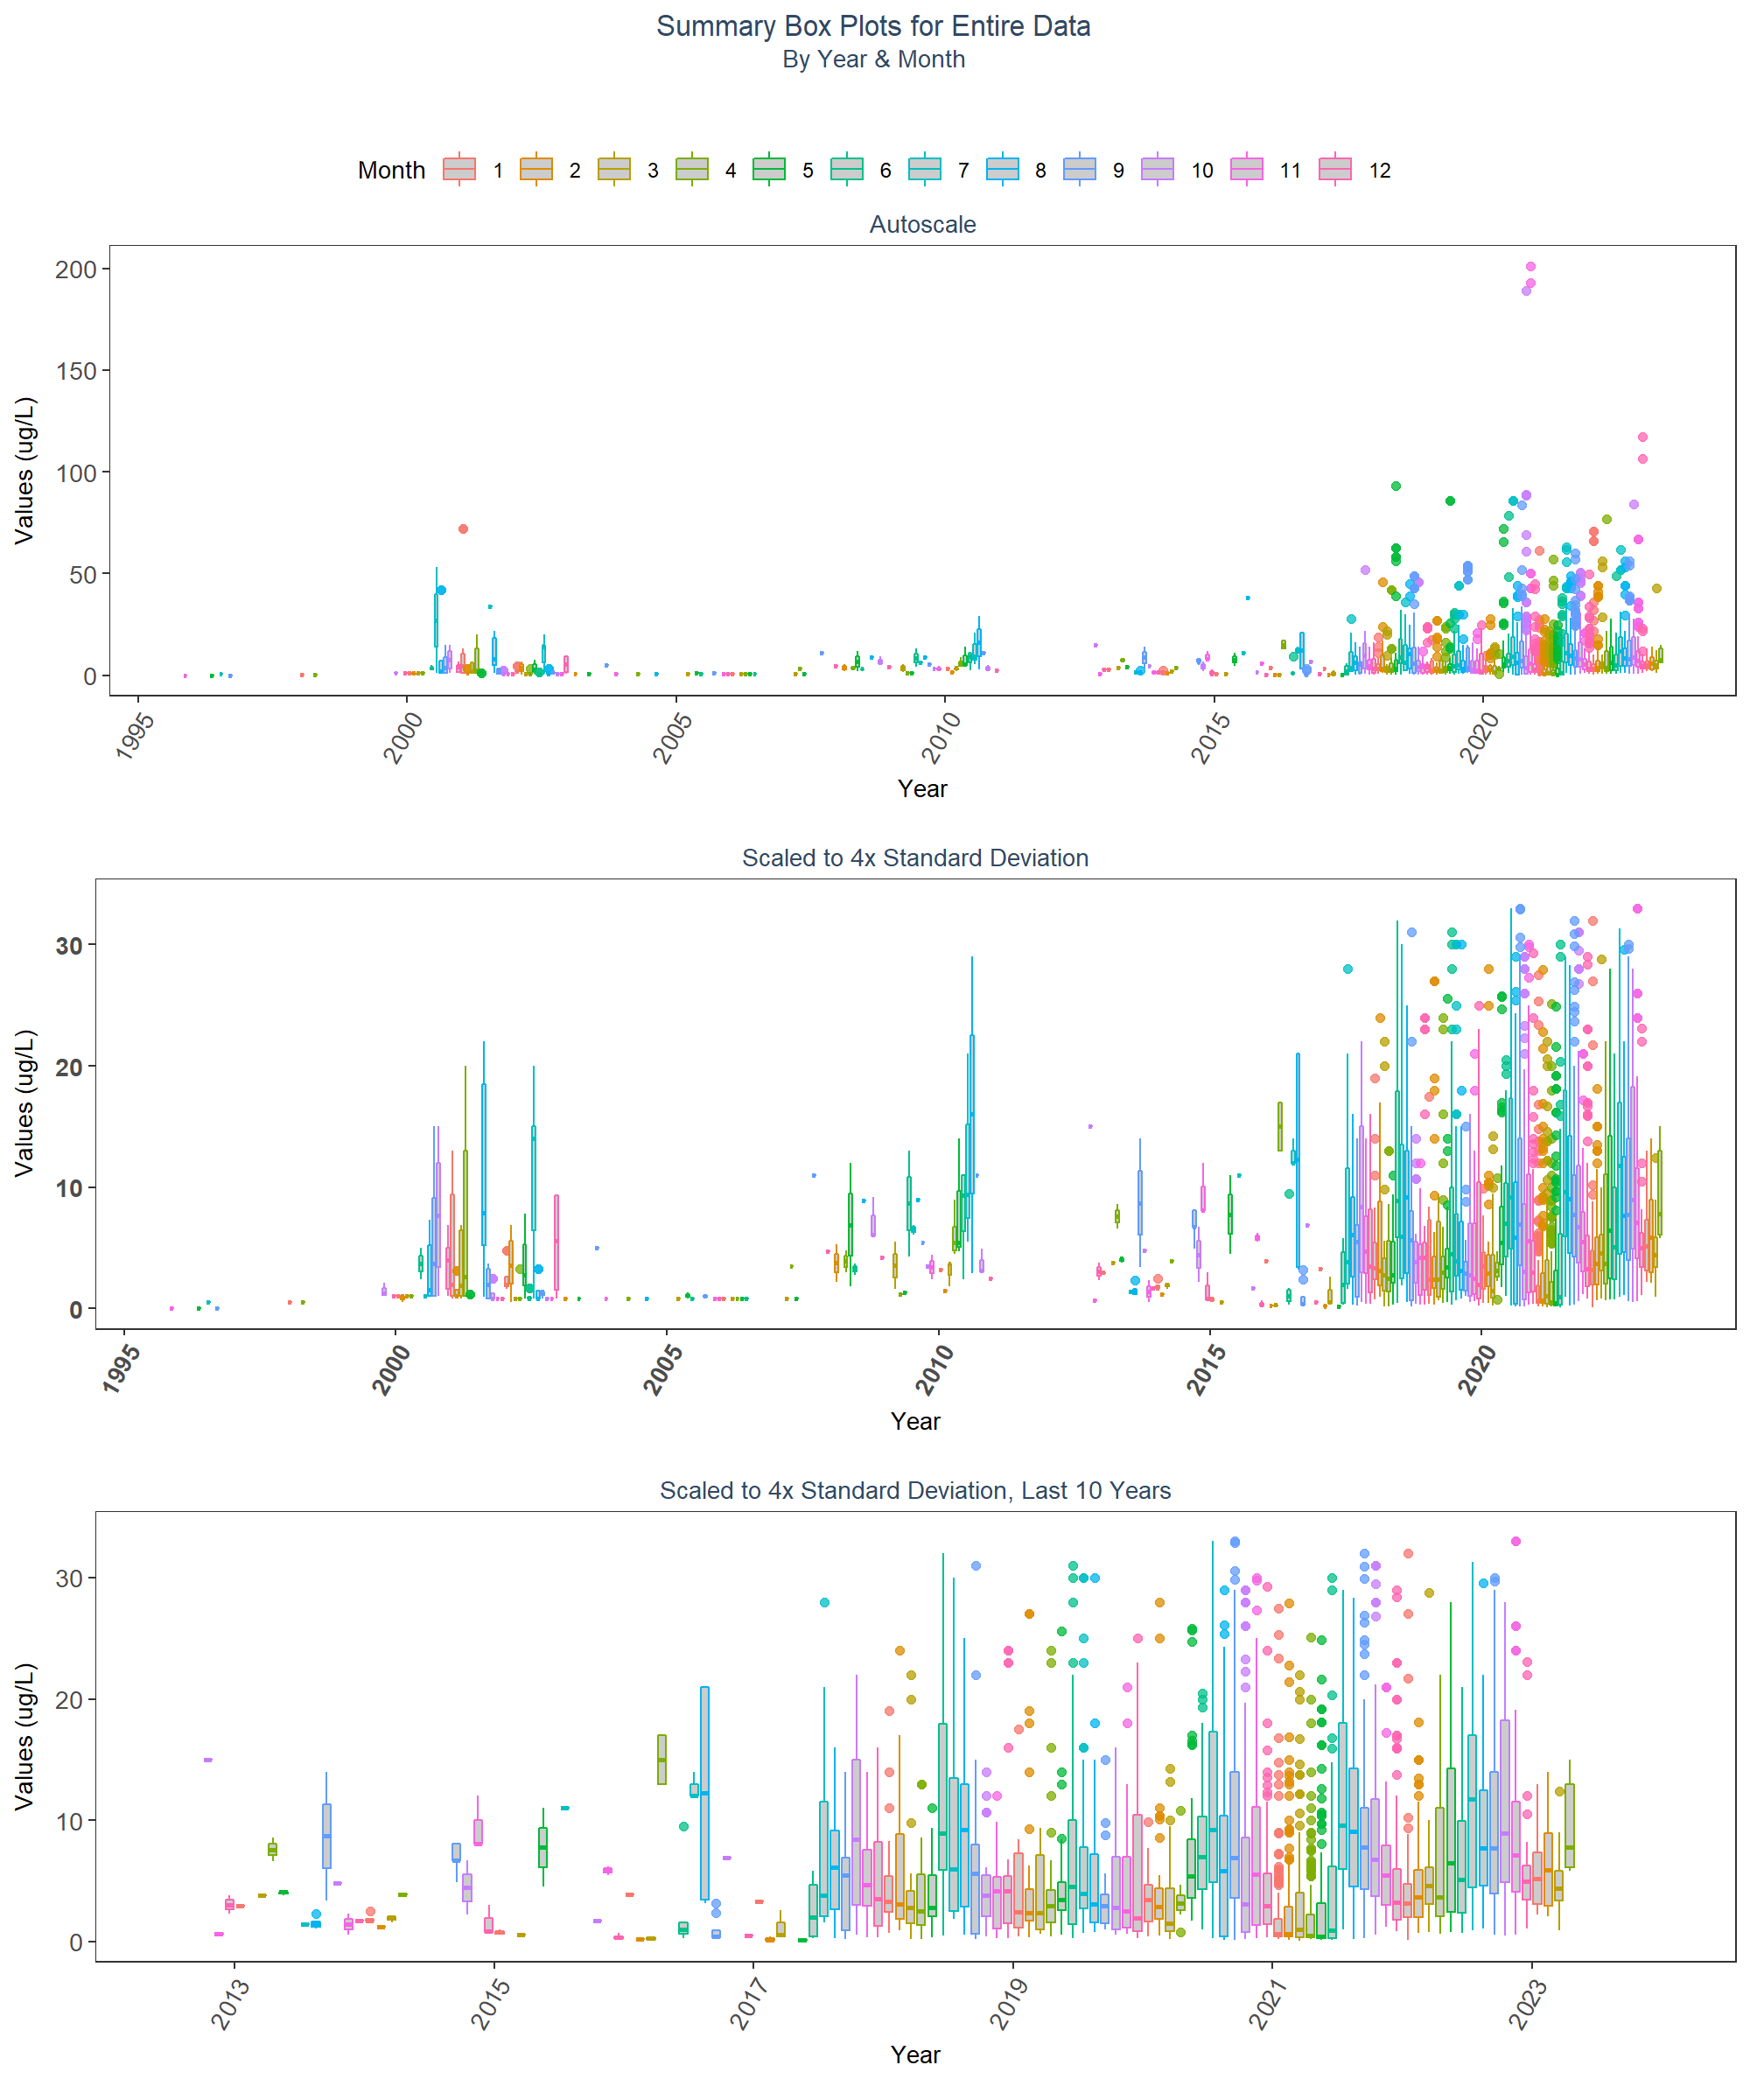 Summary Box Plots for Entire Data
By Year & Month
Month 1 2 3 4 5 6 7 8 9 10 11 12
Autoscale
Values (ug/L)
200
150
100
50
0
1995 2000 2005 2010 2015 2020
Year
Scaled to 4x Standard Deviation
Values (ug/L)
30
20
10
0
1995 2000 2005 2010 2015 2020
Year
Scaled to 4x Standard Deviation, Last 10 Years
Values (ug/L)
30
20
10
0
2013 2015 2017 2019 2021 2023
Year